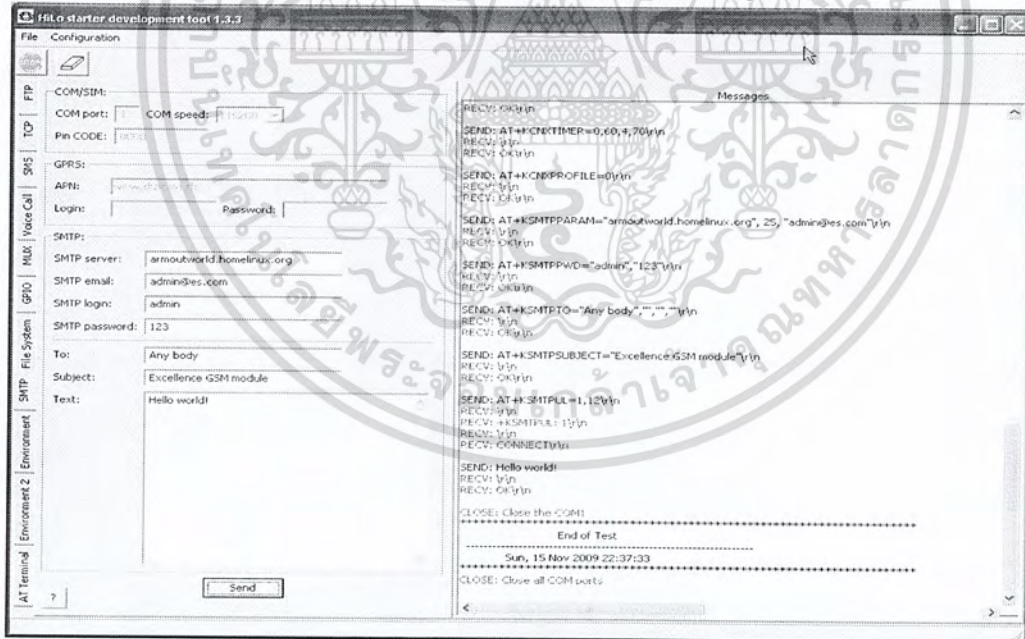 HiLo starter development tool 1.3.3
File Configuration
FTP
TCP
SMS
Voice Call
MUX
GPIO
File System
SMTP
Environment
Environment 2
AT Terminal
COM/SIM:
COM port: COM speed:
Pin CODE:
GPRS:
APN:
Login: Password:
SMTP:
SMTP server: armoutworld.homelinux.org
SMTP email: admin@es.com
SMTP login: admin
SMTP password: 123
To: Any body
Subject: Excellence GSM module
Text: Hello world!
Send
?
Messages
RECV: OK\r\n
SEND: AT+KCNXTIMER=0,60,4,70\r\n
RECV: \r\n
RECV: OK\r\n
SEND: AT+KCNXPROFILE=0\r\n
RECV: \r\n
RECV: OK\r\n
SEND: AT+KSMTPPARAM="armoutworld.homelinux.org", 25, "admin@es.com"\r\n
RECV: \r\n
RECV: OK\r\n
SEND: AT+KSMTPPWD="admin","123"\r\n
RECV: \r\n
RECV: OK\r\n
SEND: AT+KSMTPTO="Any body","","",""\r\n
RECV: \r\n
RECV: OK\r\n
SEND: AT+KSMTPSUBJECT="Excellence GSM module"\r\n
RECV: \r\n
RECV: OK\r\n
SEND: AT+KSMTPUL=1,12\r\n
RECV: \r\n
RECV: +KSMTPUL: 1\r\n
RECV: \r\n
RECV: CONNECT\r\n
SEND: Hello world!
RECV: \r\n
RECV: OK\r\n
CLOSE: Close the COM1
End of Test
Sun, 15 Nov 2009 22:37:33
CLOSE: Close all COM ports